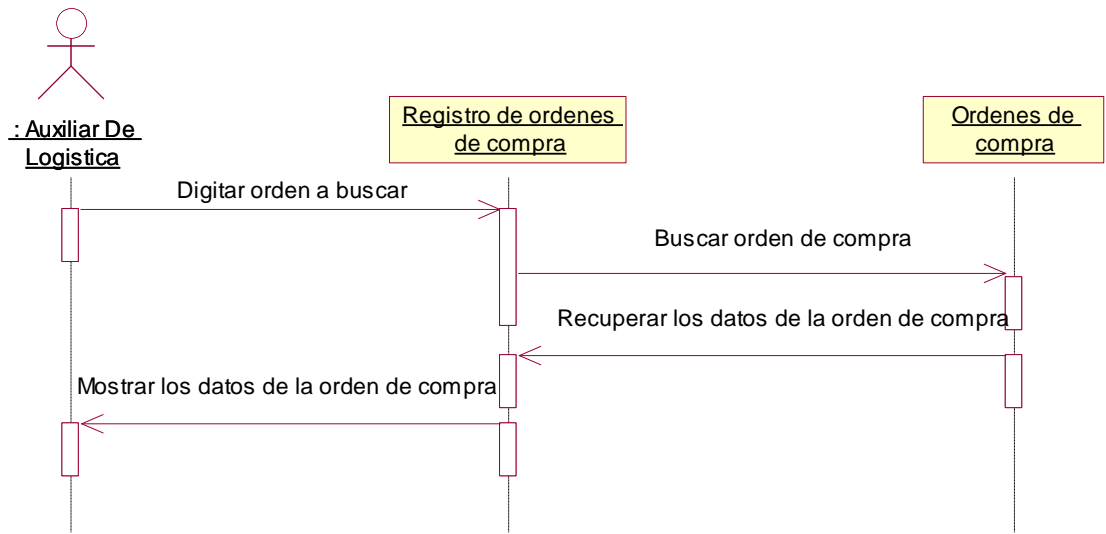 : Auxiliar De
Logistica
Registro de ordenes
de compra
Ordenes de
compra
Digitar orden a buscar
Buscar orden de compra
Recuperar los datos de la orden de compra
Mostrar los datos de la orden de compra